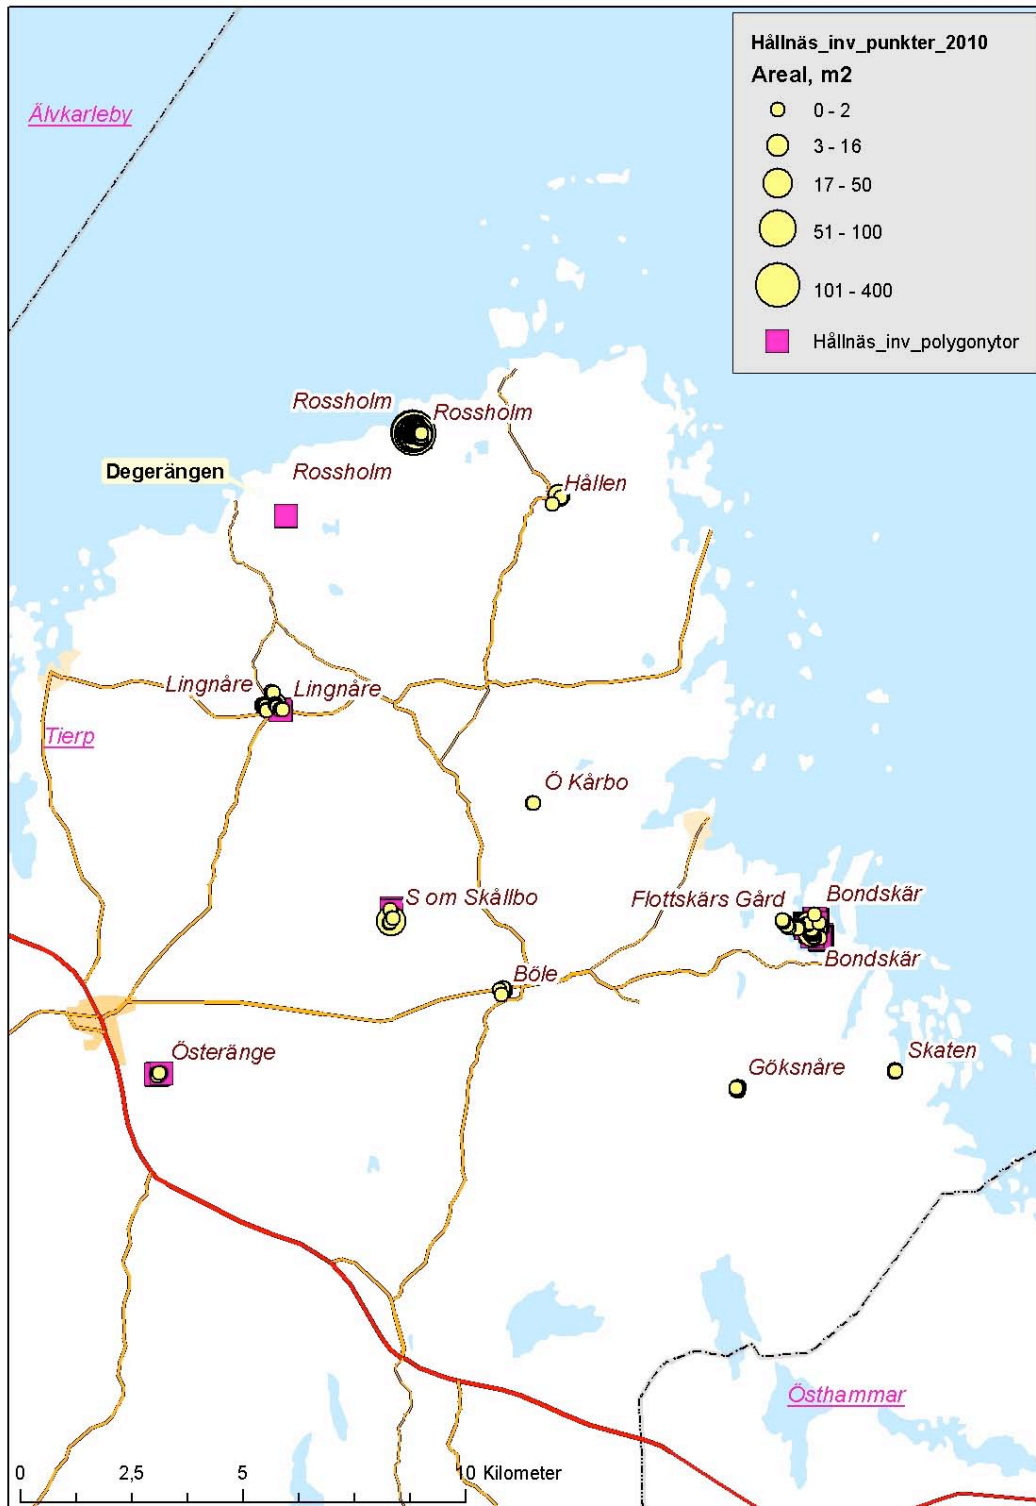 Hållnäs_inv_punkter_2010
Areal, m2
0 - 2
3 - 16
17 - 50
51 - 100
101 - 400
Hållnäs_inv_polygonytor
Älvkarleby
Rossholm
Rossholm
Degerängen
Rossholm
Hållen
Lingnåre
Lingnåre
Tierp
Ö Kårbo
S om Skållbo
Flottskärs Gård
Bondskär
Bondskär
Böle
Österänge
Göksnåre
Skaten
Östhammar
0 2,5 5 10 Kilometer